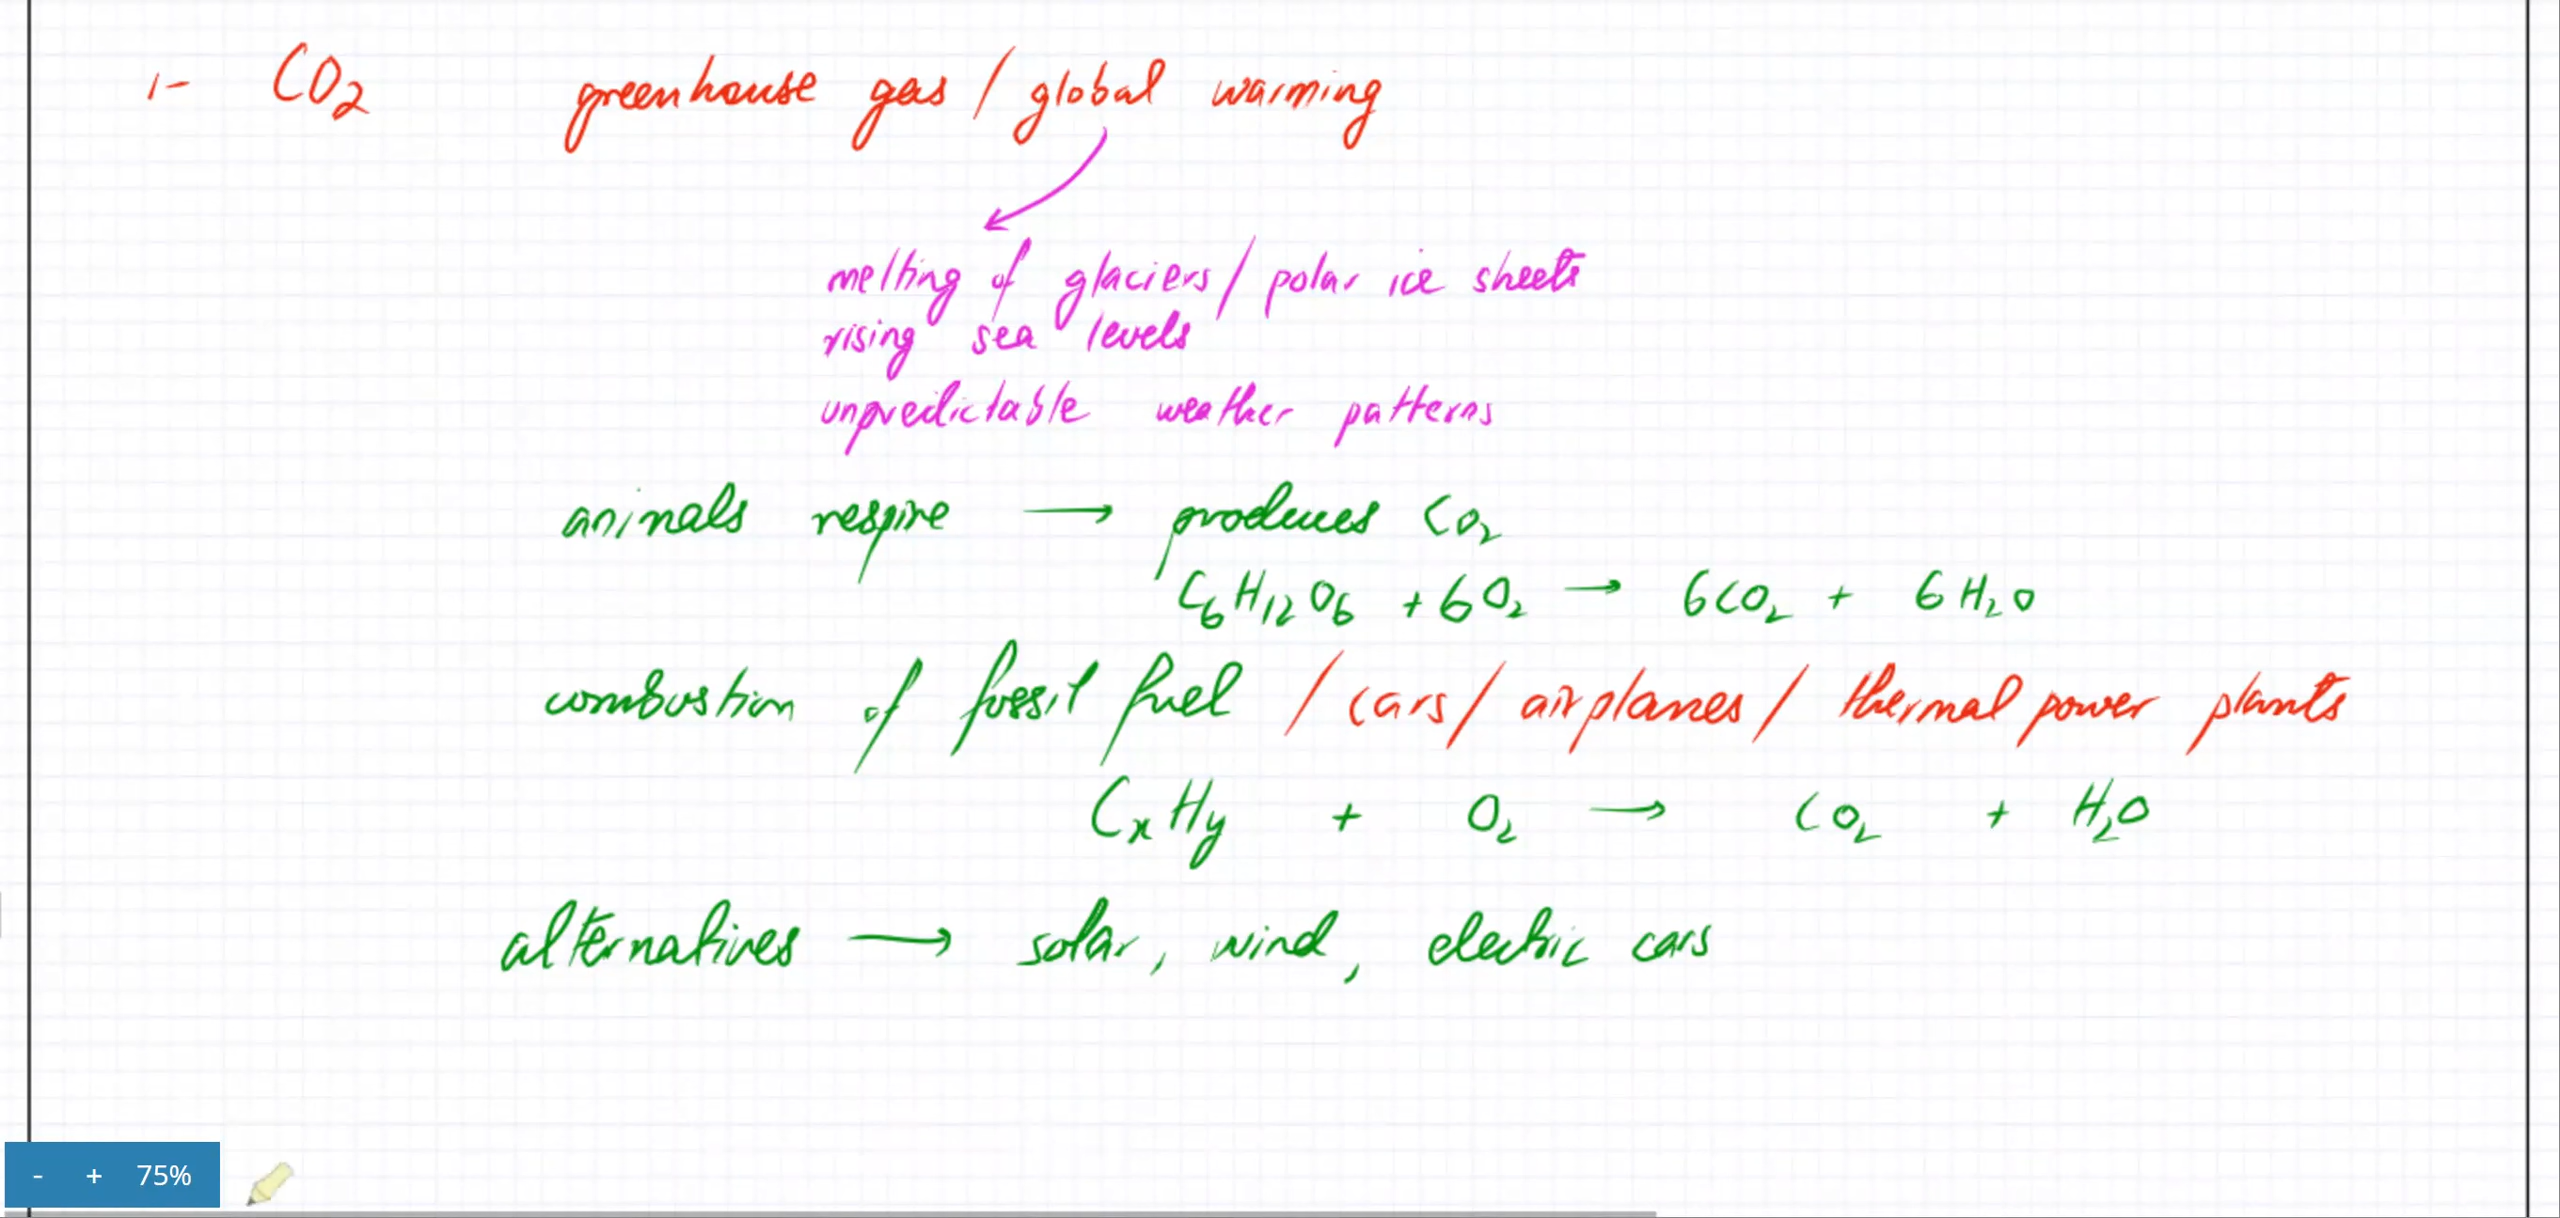 1- CO₂ greenhouse gas / global warming
melting of glaciers / polar ice sheets
rising sea levels
unpredictable weather patterns
animals respire → produces CO₂
C₆H₁₂O₆ + 6O₂ → 6CO₂ + 6H₂O
combustion of fossil fuel / cars / airplanes / thermal power plants
CₓHy + O₂ → CO₂ + H₂O
alternatives → solar, wind, electric cars
- + 75%